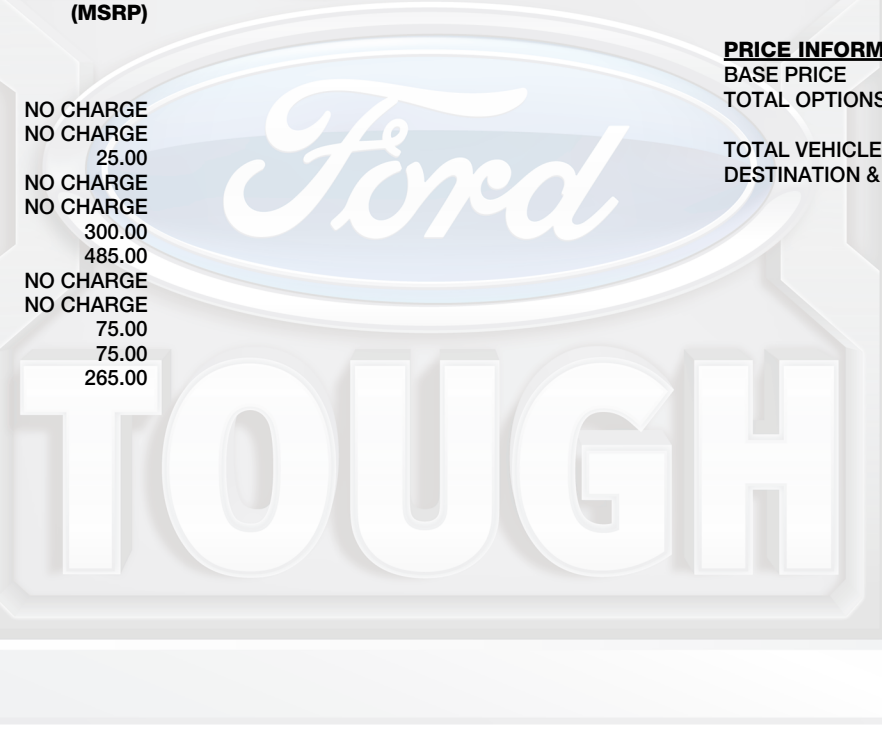 (MSRP)
NO CHARGE
NO CHARGE
25.00
NO CHARGE
NO CHARGE
300.00
485.00
NO CHARGE
NO CHARGE
75.00
75.00
265.00
PRICE INFORM
BASE PRICE
TOTAL OPTIONS
TOTAL VEHICLE
DESTINATION &
Ford
TOUGH